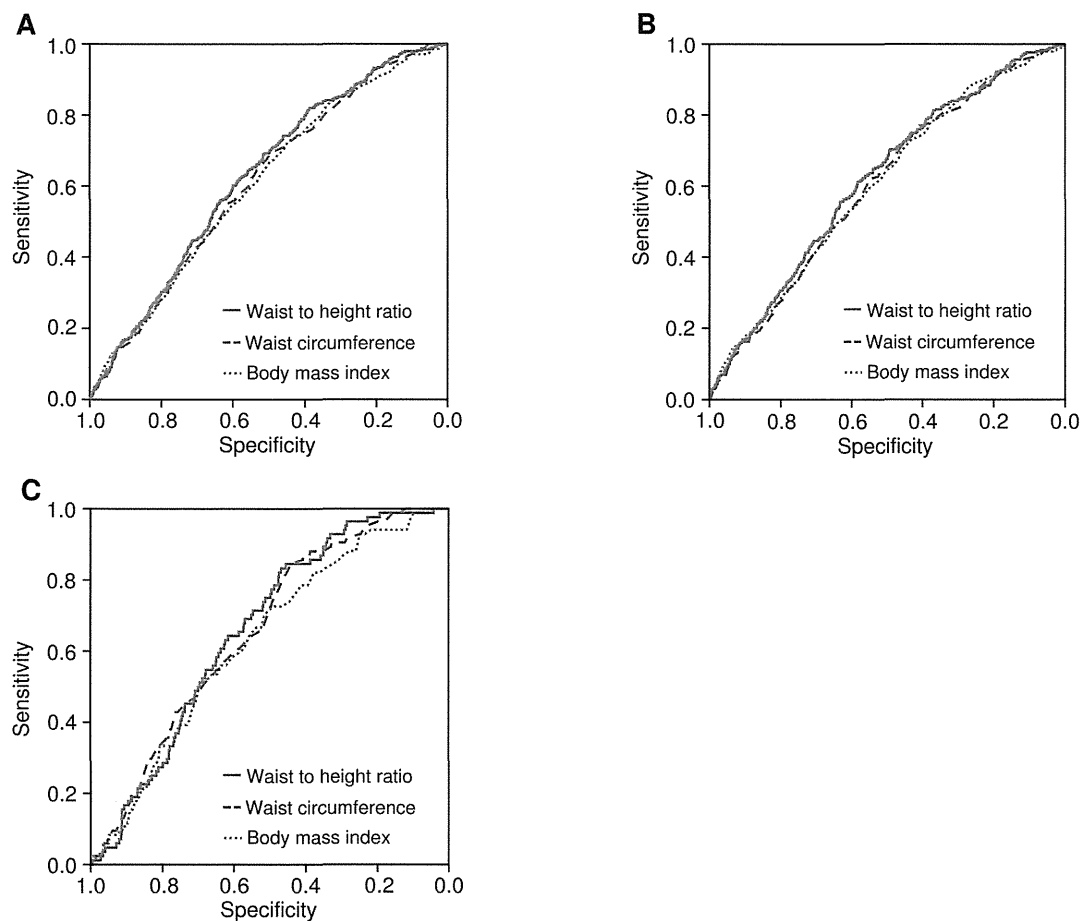 A
1.0
0.8
0.6
0.4
0.2
0.0
Sensitivity
Waist to height ratio
Waist circumference
Body mass index
1.0 0.8 0.6 0.4 0.2 0.0
Specificity
B
1.0
0.8
0.6
0.4
0.2
0.0
Sensitivity
Waist to height ratio
Waist circumference
Body mass index
1.0 0.8 0.6 0.4 0.2 0.0
Specificity
C
1.0
0.8
0.6
0.4
0.2
0.0
Sensitivity
Waist to height ratio
Waist circumference
Body mass index
1.0 0.8 0.6 0.4 0.2 0.0
Specificity